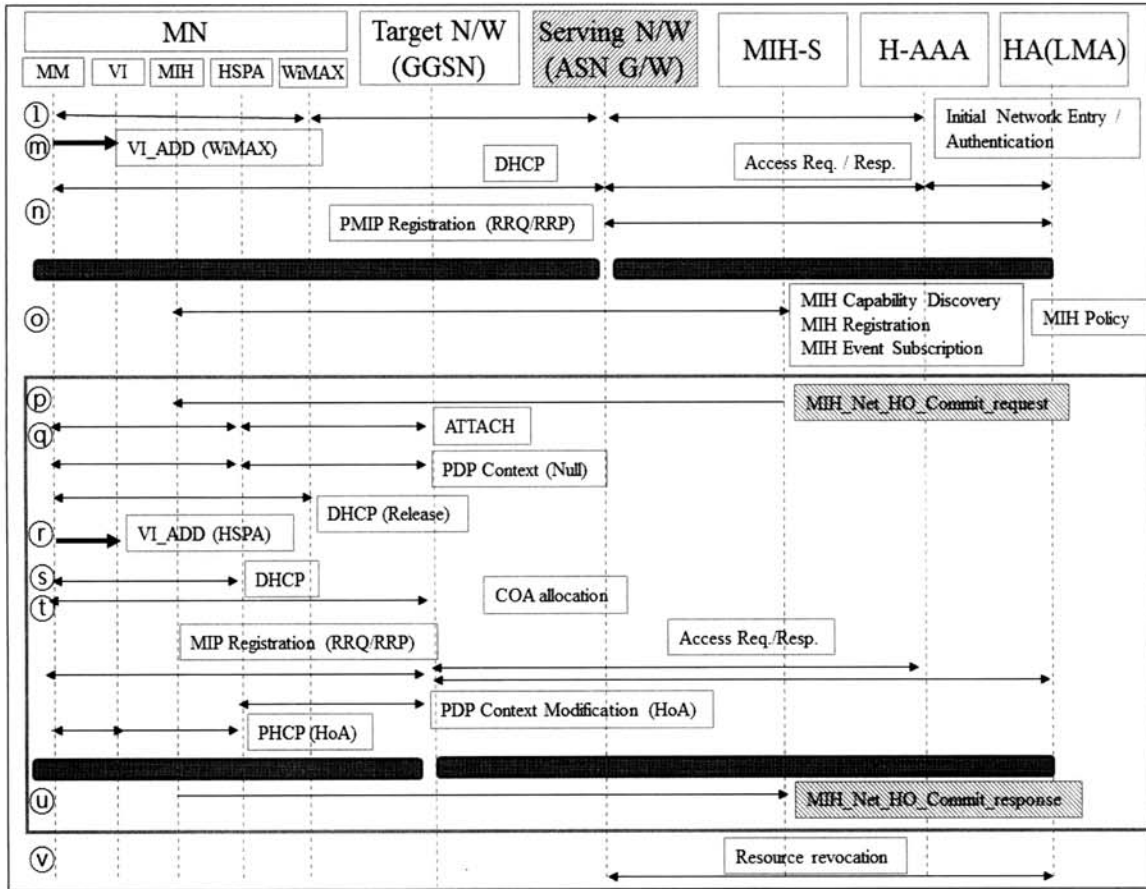 MN
Target N/W
(GGSN)
Serving N/W
(ASN G/W)
MIH-S
H-AAA
HA(LMA)
MM
VI
MIH
HSPA
WiMAX
ⓛ
Initial Network Entry /
Authentication
ⓜ
VI_ADD (WiMAX)
DHCP
Access Req. / Resp.
ⓝ
PMIP Registration (RRQ/RRP)
ⓞ
MIH Capability Discovery
MIH Registration
MIH Event Subscription
MIH Policy
ⓟ
MIH_Net_HO_Commit_request
ⓠ
ATTACH
PDP Context (Null)
DHCP (Release)
ⓡ
VI_ADD (HSPA)
ⓢ
DHCP
ⓣ
COA allocation
MIP Registration (RRQ/RRP)
Access Req./Resp.
PDP Context Modification (HoA)
PHCP (HoA)
ⓤ
MIH_Net_HO_Commit_response
ⓥ
Resource revocation